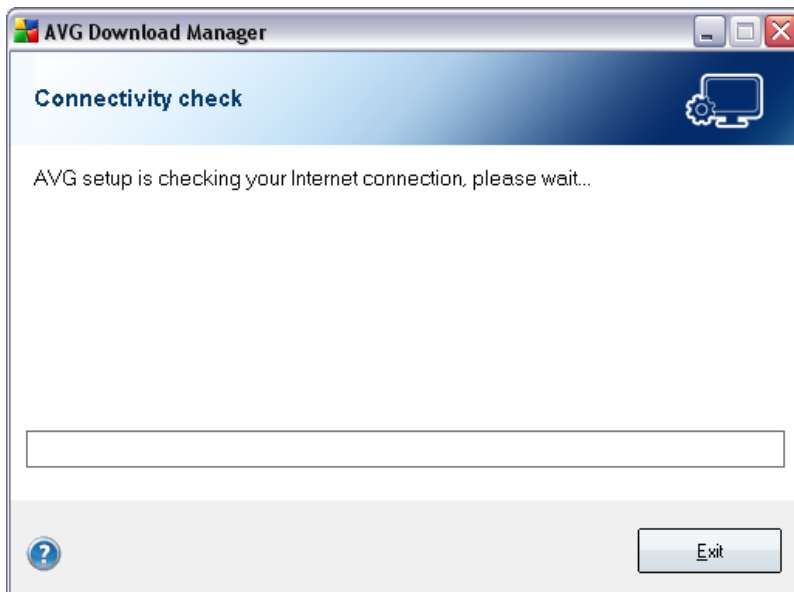 AVG Download Manager
Connectivity check
AVG setup is checking your Internet connection, please wait...
?
Exit